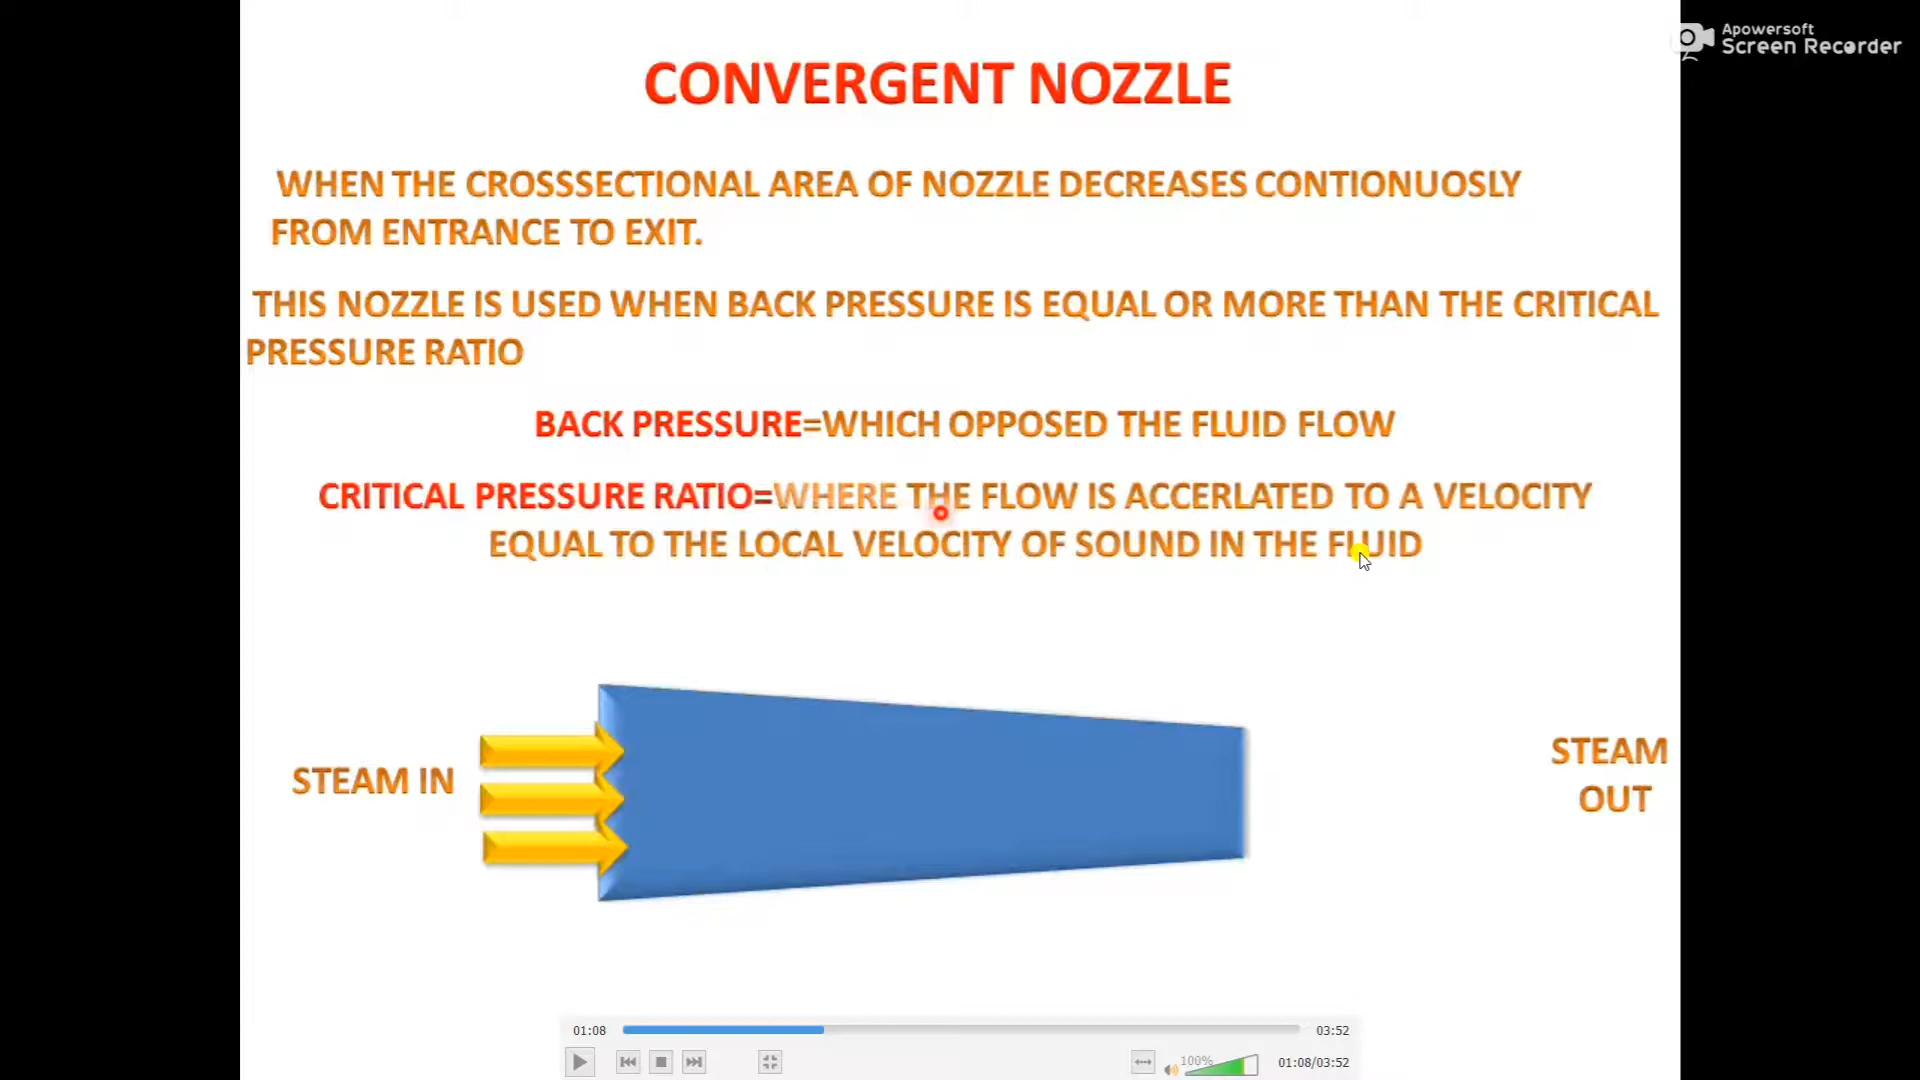 Apowersoft
Screen Recorder
CONVERGENT NOZZLE
WHEN THE CROSSSECTIONAL AREA OF NOZZLE DECREASES CONTIONUOSLY
FROM ENTRANCE TO EXIT.
THIS NOZZLE IS USED WHEN BACK PRESSURE IS EQUAL OR MORE THAN THE CRITICAL
PRESSURE RATIO
BACK PRESSURE=WHICH OPPOSED THE FLUID FLOW
CRITICAL PRESSURE RATIO=WHERE THE FLOW IS ACCERLATED TO A VELOCITY
EQUAL TO THE LOCAL VELOCITY OF SOUND IN THE FLUID
STEAM IN
STEAM
OUT
01:08
03:52
100%
01:08/03:52